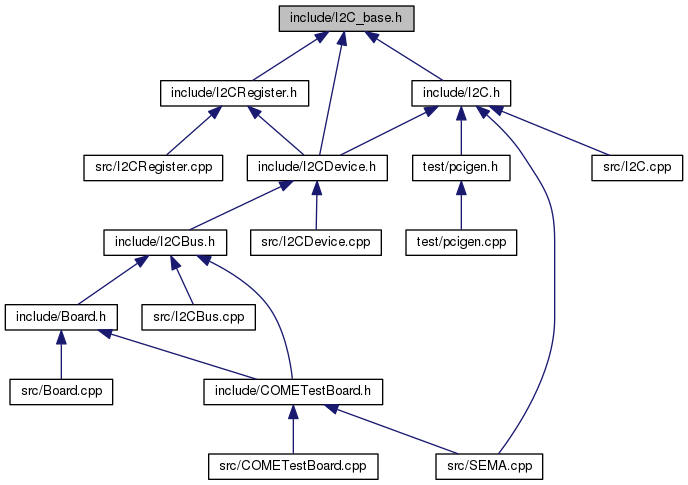 include/I2C_base.h
include/I2CRegister.h
include/I2C.h
src/I2CRegister.cpp
include/I2CDevice.h
test/pcigen.h
src/I2C.cpp
include/I2CBus.h
src/I2CDevice.cpp
test/pcigen.cpp
include/Board.h
src/I2CBus.cpp
src/Board.cpp
include/COMETestBoard.h
src/COMETestBoard.cpp
src/SEMA.cpp